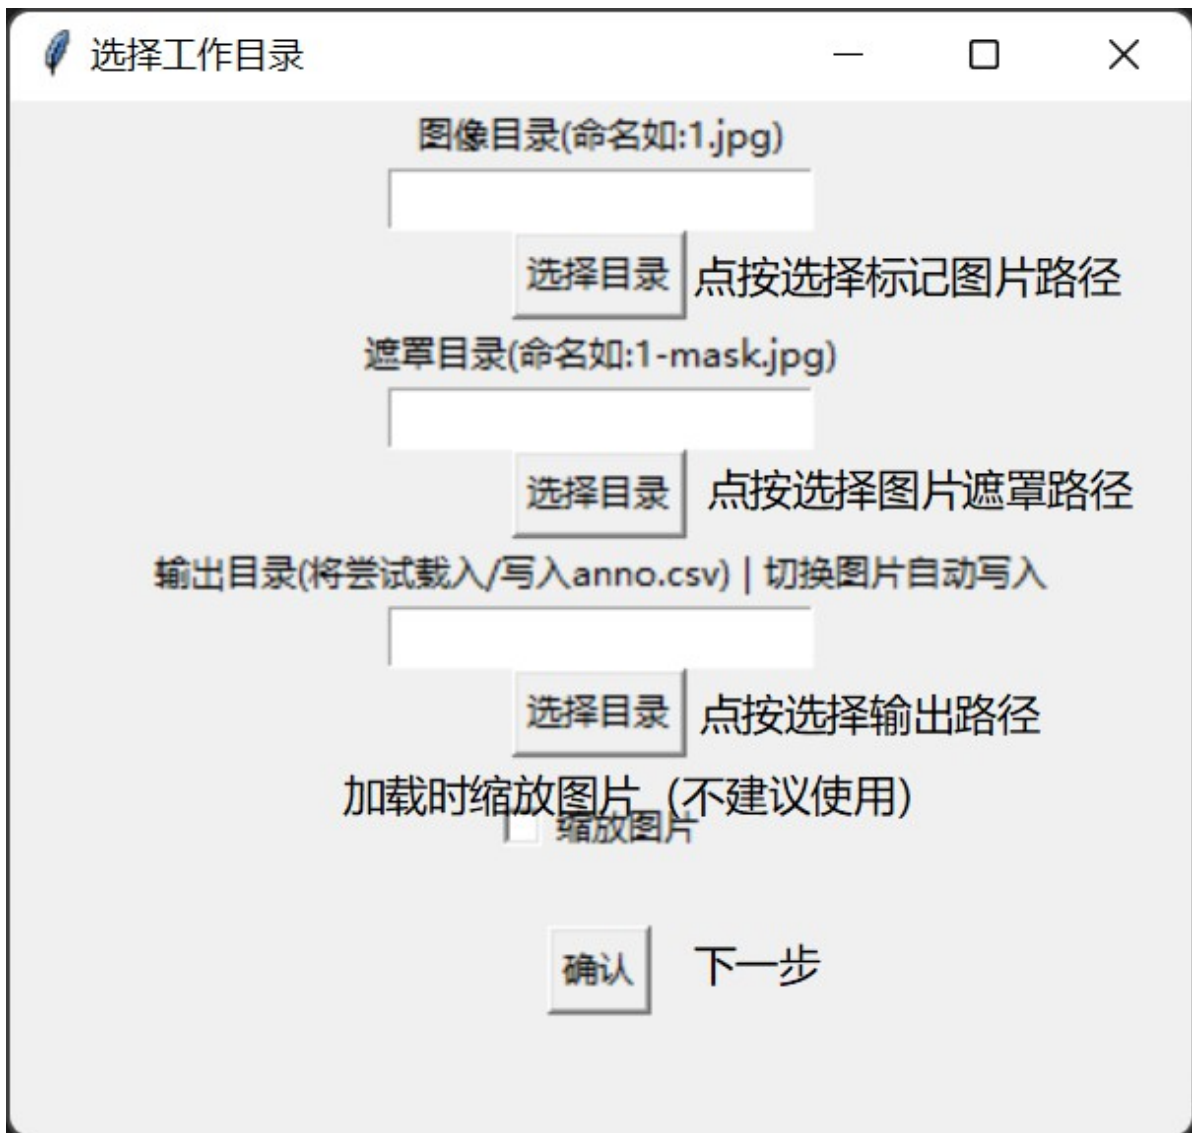 选择工作目录
图像目录(命名如:1.jpg)
选择目录 点按选择标记图片路径
遮罩目录(命名如:1-mask.jpg)
选择目录 点按选择图片遮罩路径
输出目录(将尝试载入/写入anno.csv) | 切换图片自动写入
选择目录 点按选择输出路径
加载时缩放图片（不建议使用）
缩放图片
确认 下一步